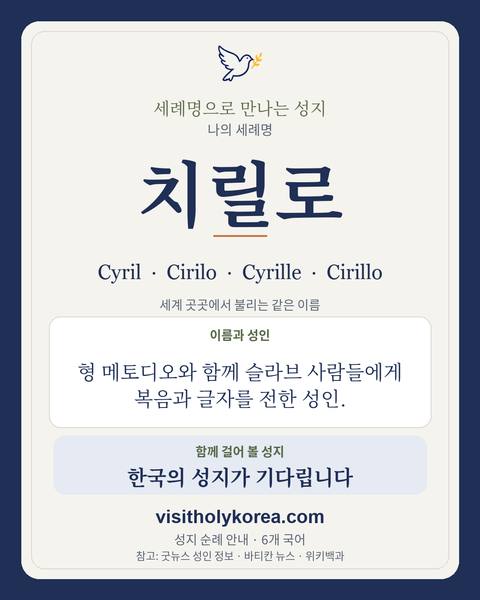 세례명으로 만나는 성지
나의 세례명
치릴로
Cyril · Cirilo · Cyrille · Cirillo
세계 곳곳에서 불리는 같은 이름
이름과 성인
형 메토디오와 함께 슬라브 사람들에게
복음과 글자를 전한 성인.
함께 걸어 볼 성지
한국의 성지가 기다립니다
visitholykorea.com
성지 순례 안내 · 6개 국어
참고: 굿뉴스 성인 정보 · 바티칸 뉴스 · 위키백과